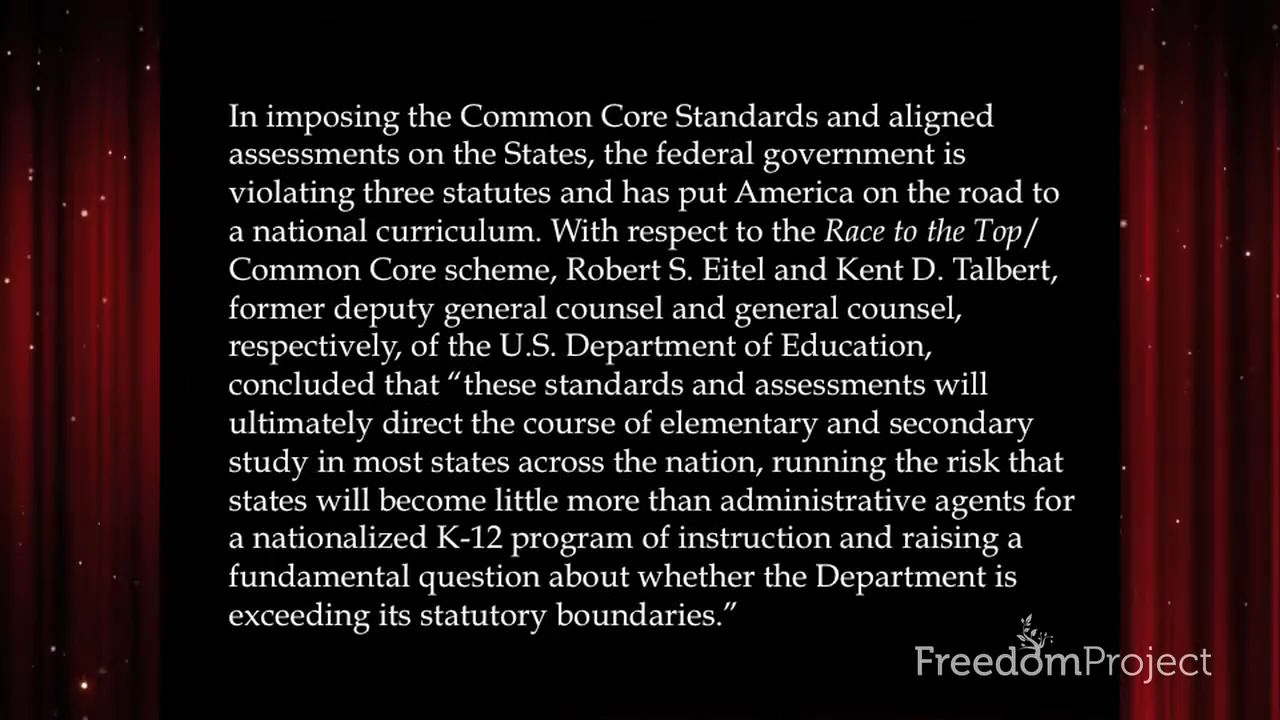 In imposing the Common Core Standards and aligned
assessments on the States, the federal government is
violating three statutes and has put America on the road to
a national curriculum. With respect to the Race to the Top/
Common Core scheme, Robert S. Eitel and Kent D. Talbert,
former deputy general counsel and general counsel,
respectively, of the U.S. Department of Education,
concluded that “these standards and assessments will
ultimately direct the course of elementary and secondary
study in most states across the nation, running the risk that
states will become little more than administrative agents for
a nationalized K-12 program of instruction and raising a
fundamental question about whether the Department is
exceeding its statutory boundaries.”
FreedomProject